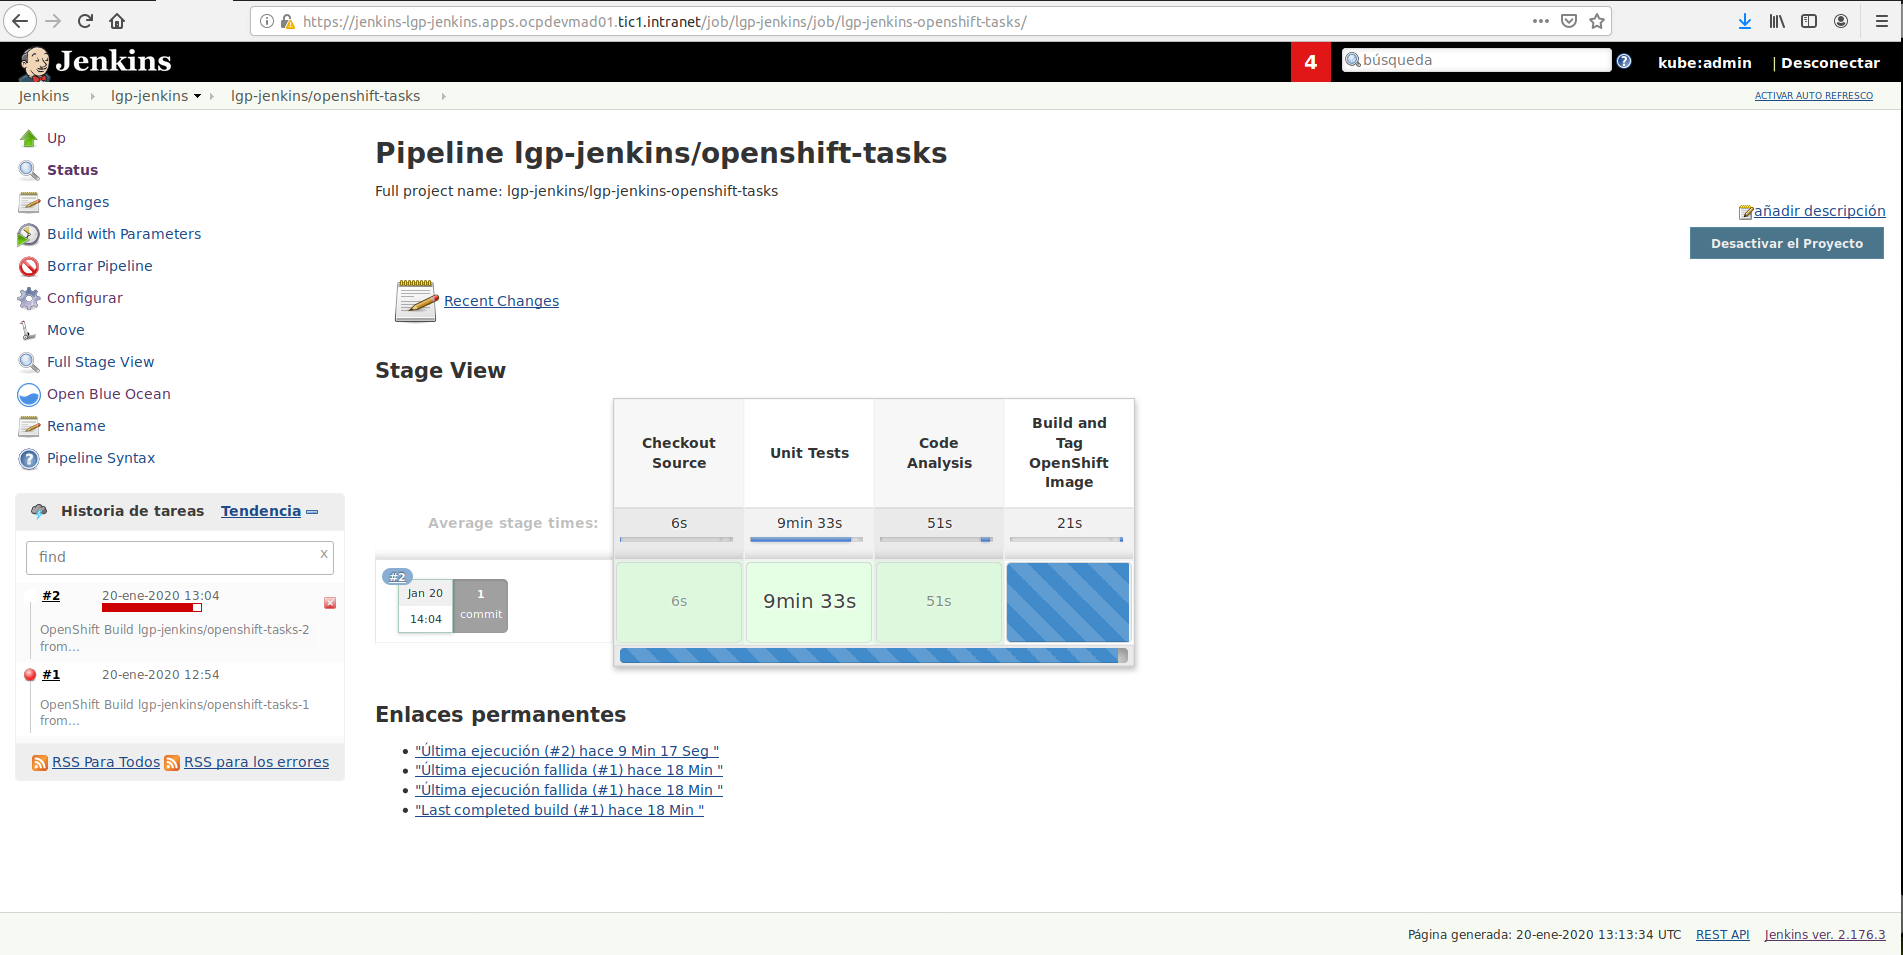 https://jenkins-lgp-jenkins.apps.ocpdevmad01.tic1.intranet/job/lgp-jenkins/job/lgp-jenkins-openshift-tasks/
Jenkins
4
búsqueda
kube:admin
| Desconectar
Jenkins
lgp-jenkins
lgp-jenkins/openshift-tasks
ACTIVAR AUTO REFRESCO
Up
Status
Changes
Build with Parameters
Borrar Pipeline
Configurar
Move
Full Stage View
Open Blue Ocean
Rename
Pipeline Syntax
Historia de tareas
Tendencia
find
x
#2
20-ene-2020 13:04
OpenShift Build lgp-jenkins/openshift-tasks-2
from...
#1
20-ene-2020 12:54
OpenShift Build lgp-jenkins/openshift-tasks-1
from...
RSS Para Todos
RSS para los errores
Pipeline lgp-jenkins/openshift-tasks
Full project name: lgp-jenkins/lgp-jenkins-openshift-tasks
añadir descripción
Desactivar el Proyecto
Recent Changes
Stage View
Checkout
Source
Unit Tests
Code
Analysis
Build and
Tag
OpenShift
Image
Average stage times:
6s
9min 33s
51s
21s
#2
Jan 20
14:04
1
commit
6s
9min 33s
51s
Enlaces permanentes
"Última ejecución (#2) hace 9 Min 17 Seg "
"Última ejecución fallida (#1) hace 18 Min "
"Última ejecución fallida (#1) hace 18 Min "
"Last completed build (#1) hace 18 Min "
Página generada: 20-ene-2020 13:13:34 UTC
REST API
Jenkins ver. 2.176.3